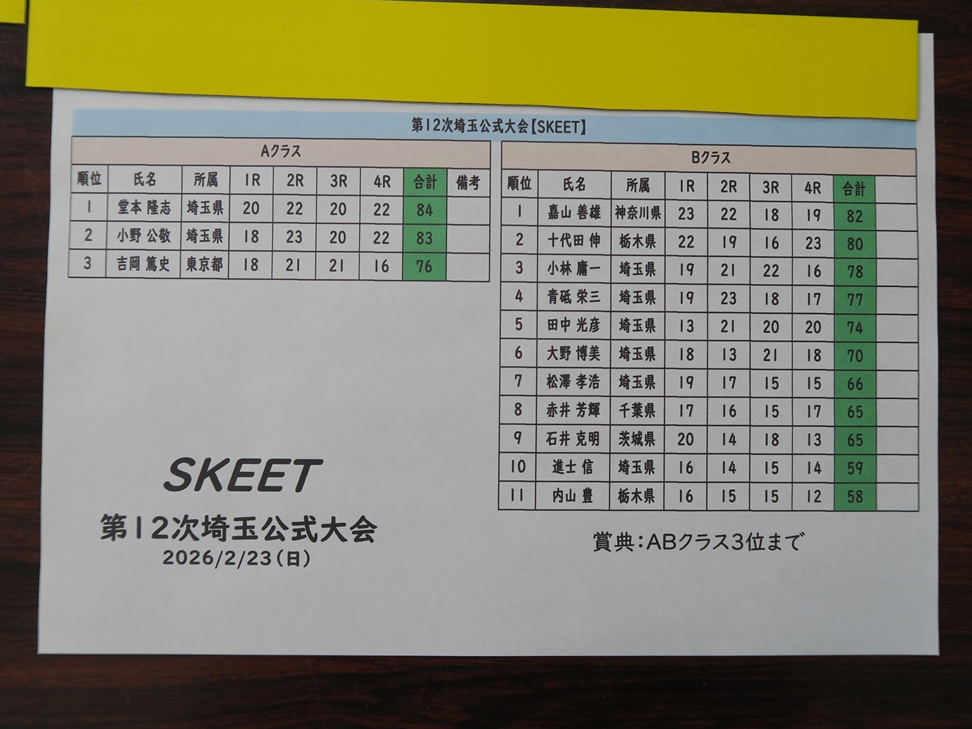 第12次埼玉公式大会【SKEET】
Aクラス
順位 氏名 所属 1R 2R 3R 4R 合計 備考
1 堂本 隆志 埼玉県 20 22 20 22 84
2 小野 公敬 埼玉県 18 23 20 22 83
3 吉岡 篤史 東京都 18 21 21 16 76
Bクラス
順位 氏名 所属 1R 2R 3R 4R 合計
1 嘉山 善雄 神奈川県 23 22 18 19 82
2 十代田 伸 栃木県 22 19 16 23 80
3 小林 庸一 埼玉県 19 21 22 16 78
4 青砥 栄三 埼玉県 19 23 18 17 77
5 田中 光彦 埼玉県 13 21 20 20 74
6 大野 博美 埼玉県 18 13 21 18 70
7 松澤 孝浩 埼玉県 19 17 15 15 66
8 赤井 芳輝 千葉県 17 16 15 17 65
9 石井 克明 茨城県 20 14 18 13 65
10 進士 信 埼玉県 16 14 15 14 59
11 内山 豊 栃木県 16 15 15 12 58
SKEET
第12次埼玉公式大会
2026/2/23(日)
賞典:ABクラス3位まで